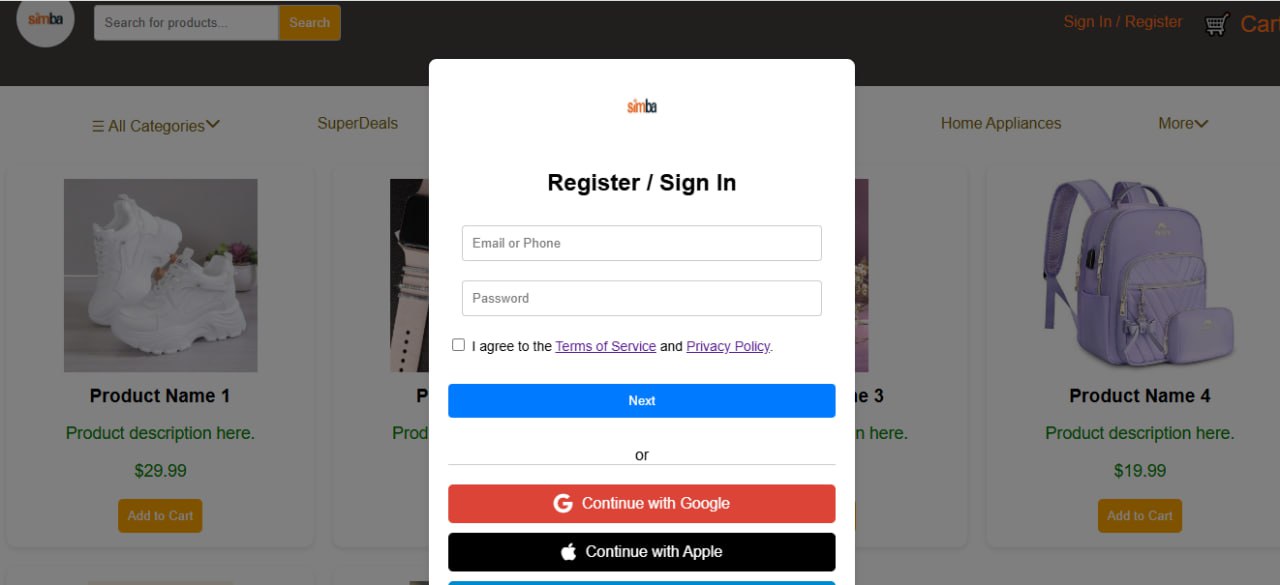 simba
Search for products...
Search
Sign In / Register
☰ All Categories
SuperDeals
Home Appliances
More
simba
Register / Sign In
Email or Phone
Password
I agree to the Terms of Service and Privacy Policy.
Next
or
Continue with Google
Continue with Apple
Product Name 1
Product description here.
$29.99
Add to Cart
3
here.
Product Name 4
Product description here.
$19.99
Add to Cart